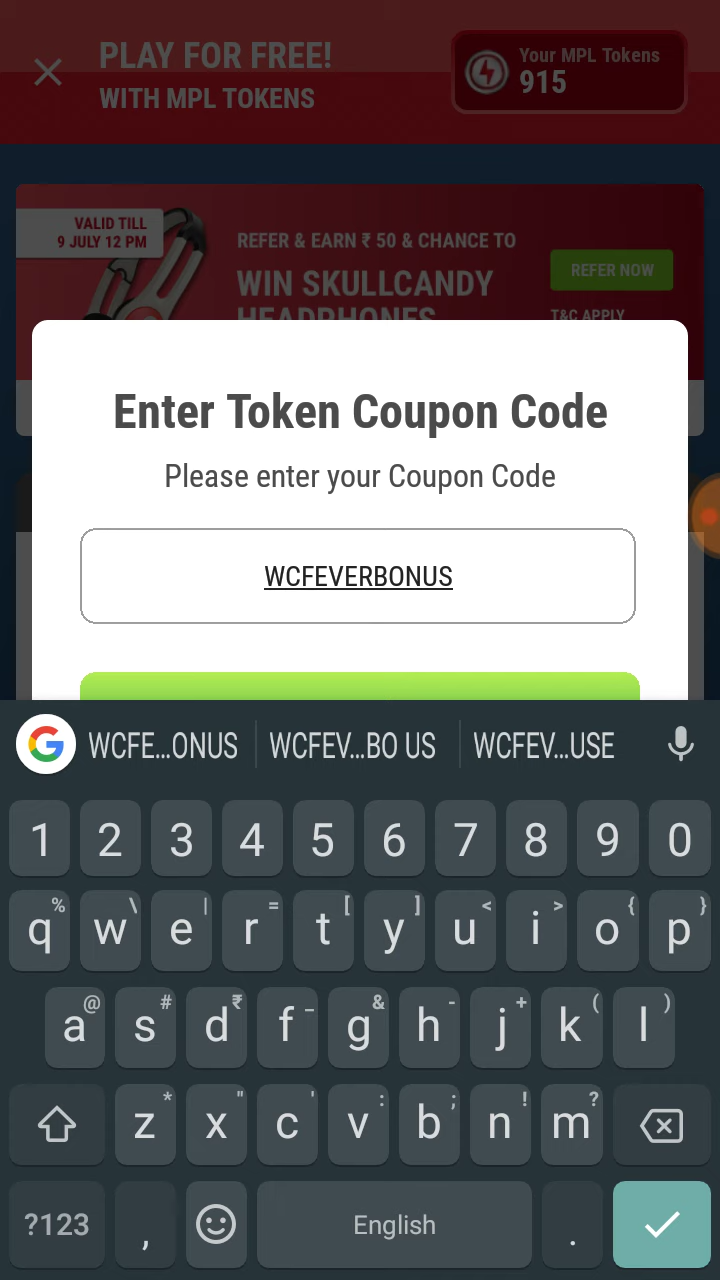 PLAY FOR FREE!
WITH MPL TOKENS
Your MPL Tokens
915
VALID TILL
9 JULY 12 PM
REFER & EARN ₹ 50 & CHANCE TO
WIN SKULLCANDY
HEADPHONES
REFER NOW
T&C APPLY
Enter Token Coupon Code
Please enter your Coupon Code
WCFEVERBONUS
WCFE...ONUS WCFEV...BO US WCFEV...USE
1 2 3 4 5 6 7 8 9 0
% \ | = [ ] < > { }
q w e r t y u i o p
@ # ₹ _ & - + ( )
a s d f g h j k l
* " ' : ; ! ?
z x c v b n m
?123 , English .